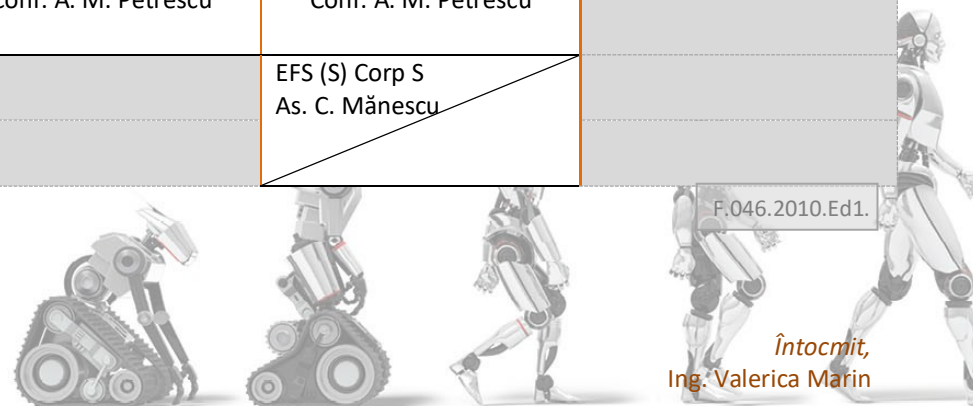 Conf. A. M. Petrescu
Conf. A. M. Petrescu
EFS (S) Corp S
As. C. Mănescu
F.046.2010.Ed1.
Întocmit,
Ing. Valerica Marin